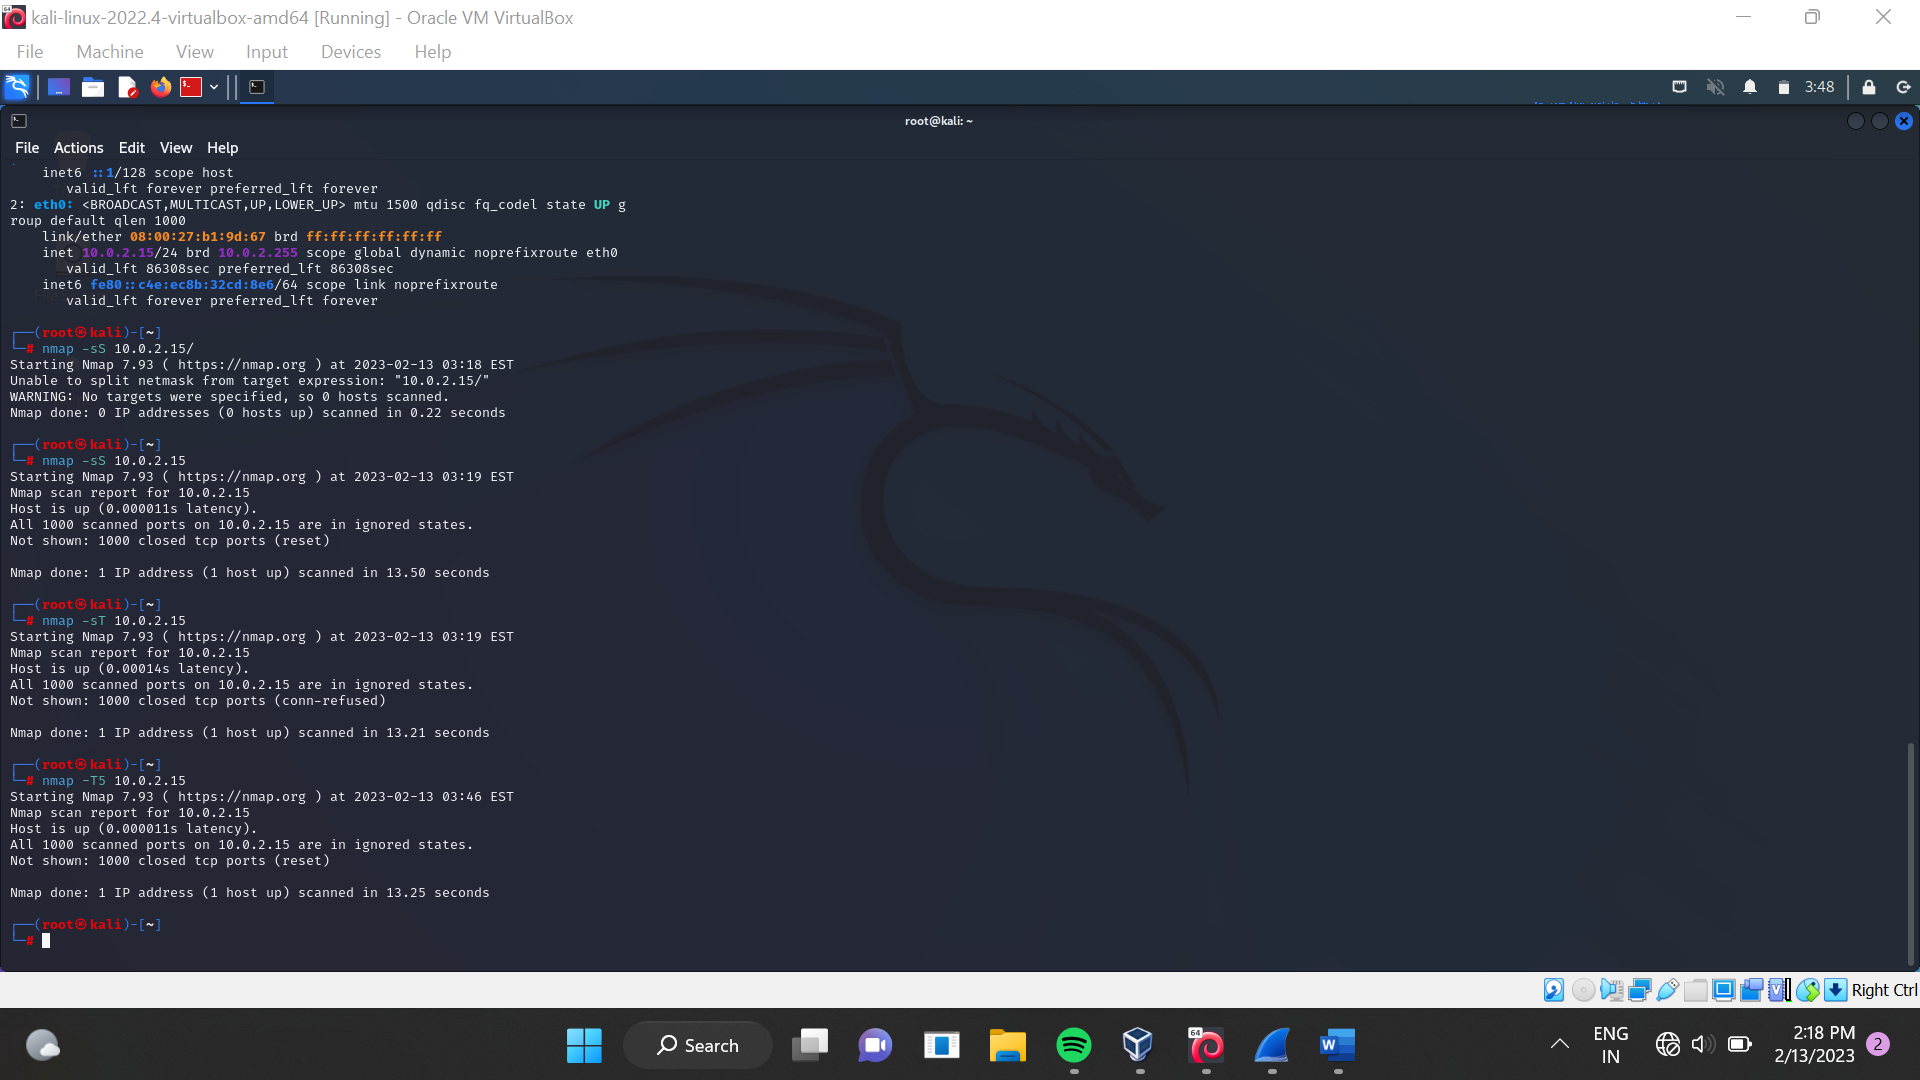 kali-linux-2022.4-virtualbox-amd64 [Running] - Oracle VM VirtualBox
File Machine View Input Devices Help
3:48
root@kali: ~
File Actions Edit View Help
inet6 ::1/128 scope host
valid_lft forever preferred_lft forever
2: eth0: <BROADCAST,MULTICAST,UP,LOWER_UP> mtu 1500 qdisc fq_codel state UP g
roup default qlen 1000
link/ether 08:00:27:b1:9d:67 brd ff:ff:ff:ff:ff:ff
inet 10.0.2.15/24 brd 10.0.2.255 scope global dynamic noprefixroute eth0
valid_lft 86308sec preferred_lft 86308sec
inet6 fe80::c4e:ec8b:32cd:8e6/64 scope link noprefixroute
valid_lft forever preferred_lft forever
┌──(root㉿kali)-[~]
└─# nmap -sS 10.0.2.15/
Starting Nmap 7.93 ( https://nmap.org ) at 2023-02-13 03:18 EST
Unable to split netmask from target expression: "10.0.2.15/"
WARNING: No targets were specified, so 0 hosts scanned.
Nmap done: 0 IP addresses (0 hosts up) scanned in 0.22 seconds
┌──(root㉿kali)-[~]
└─# nmap -sS 10.0.2.15
Starting Nmap 7.93 ( https://nmap.org ) at 2023-02-13 03:19 EST
Nmap scan report for 10.0.2.15
Host is up (0.000011s latency).
All 1000 scanned ports on 10.0.2.15 are in ignored states.
Not shown: 1000 closed tcp ports (reset)
Nmap done: 1 IP address (1 host up) scanned in 13.50 seconds
┌──(root㉿kali)-[~]
└─# nmap -sT 10.0.2.15
Starting Nmap 7.93 ( https://nmap.org ) at 2023-02-13 03:19 EST
Nmap scan report for 10.0.2.15
Host is up (0.00014s latency).
All 1000 scanned ports on 10.0.2.15 are in ignored states.
Not shown: 1000 closed tcp ports (conn-refused)
Nmap done: 1 IP address (1 host up) scanned in 13.21 seconds
┌──(root㉿kali)-[~]
└─# nmap -T5 10.0.2.15
Starting Nmap 7.93 ( https://nmap.org ) at 2023-02-13 03:46 EST
Nmap scan report for 10.0.2.15
Host is up (0.000011s latency).
All 1000 scanned ports on 10.0.2.15 are in ignored states.
Not shown: 1000 closed tcp ports (reset)
Nmap done: 1 IP address (1 host up) scanned in 13.25 seconds
┌──(root㉿kali)-[~]
└─#
Right Ctrl
Search
64
W
ENG
IN
2:18 PM
2/13/2023
2